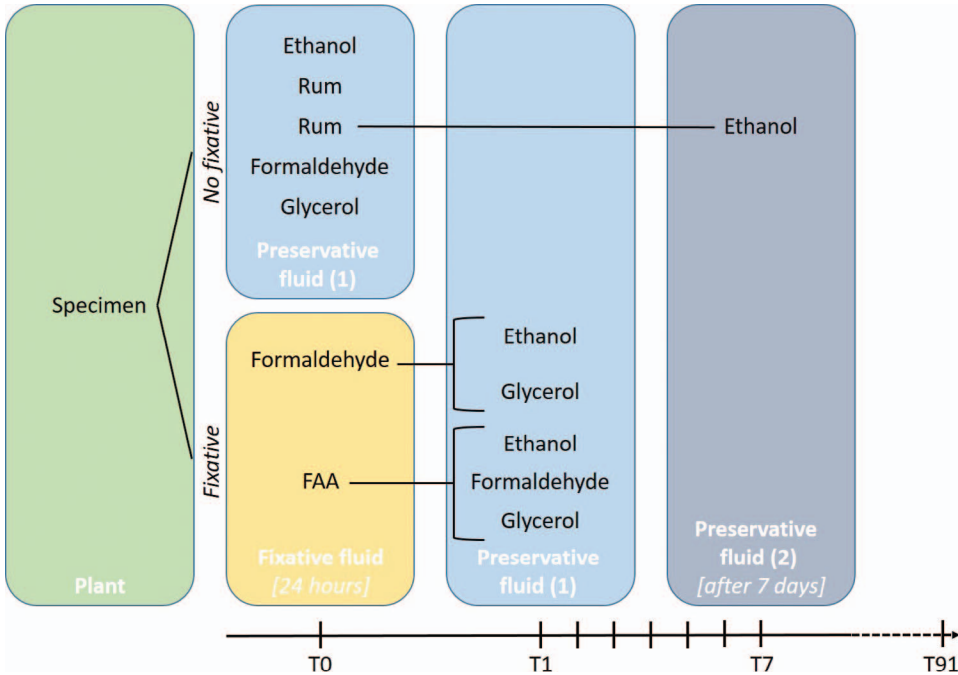 Specimen
Plant
No fixative
Fixative
Ethanol
Rum
Rum
Formaldehyde
Glycerol
Preservative
fluid (1)
Formaldehyde
FAA
Fixative fluid
[24 hours]
Ethanol
Glycerol
Ethanol
Formaldehyde
Glycerol
Preservative
fluid (1)
Ethanol
Preservative
fluid (2)
[after 7 days]
T0
T1
T7
T91